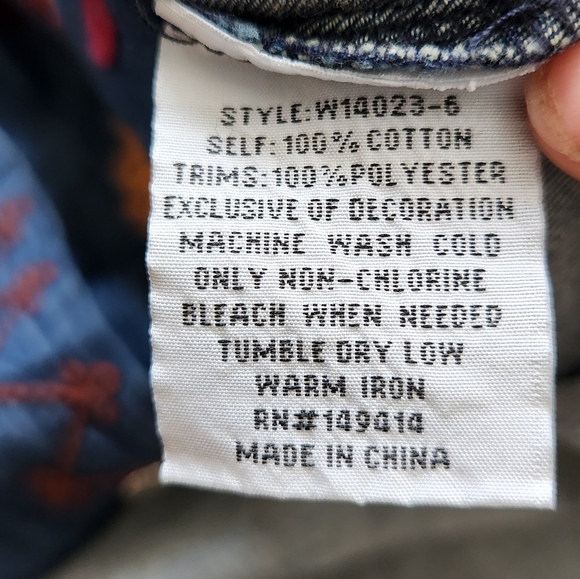 STYLE:W14023-6
SELF:100% COTTON
TRIMS:100%POLYESTER
EXCLUSIVE OF DECORATION
MACHINE WASH COLD
ONLY NON-CHLORINE
BLEACH WHEN NEEDED
TUMBLE DRY LOW
WARM IRON
RN#149414
MADE IN CHINA